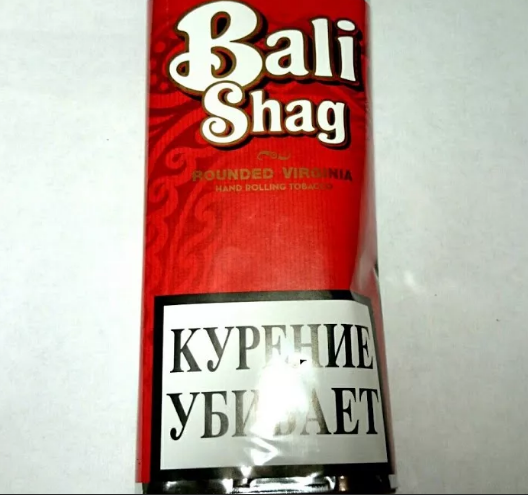 Bali
Shag
ROUNDED VIRGINIA
HAND ROLLING TOBACCO
КУРЕНИЕ
УБИВАЕТ